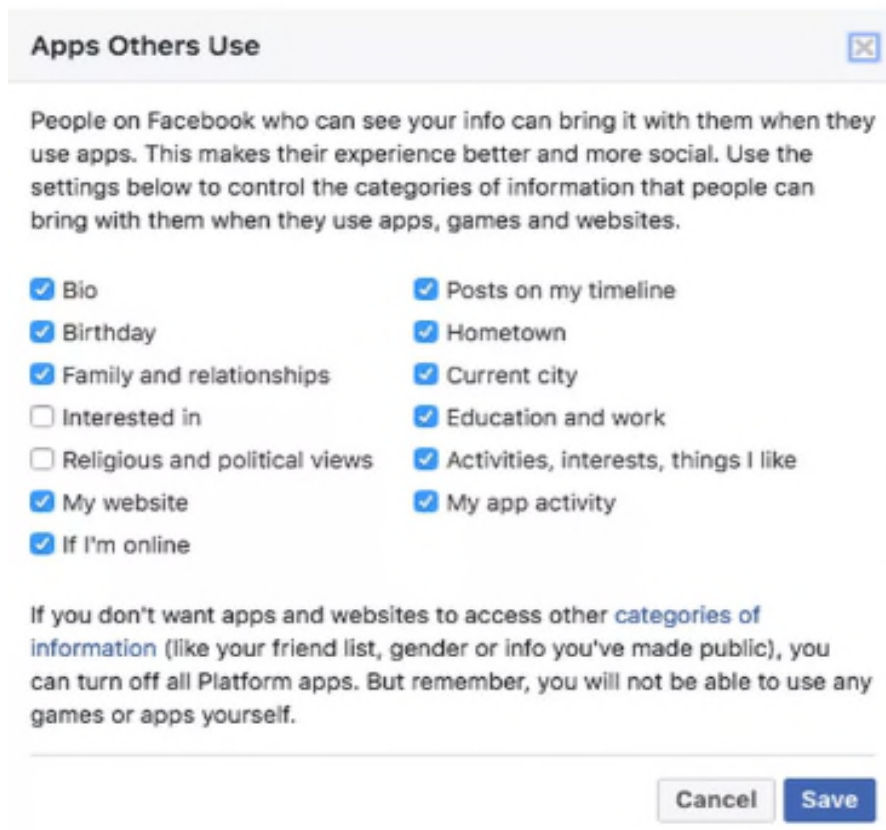 Apps Others Use
People on Facebook who can see your info can bring it with them when they
use apps. This makes their experience better and more social. Use the
settings below to control the categories of information that people can
bring with them when they use apps, games and websites.
Bio
Birthday
Family and relationships
Interested in
Religious and political views
My website
If I'm online
Posts on my timeline
Hometown
Current city
Education and work
Activities, interests, things I like
My app activity
If you don't want apps and websites to access other categories of
information (like your friend list, gender or info you've made public), you
can turn off all Platform apps. But remember, you will not be able to use any
games or apps yourself.
Cancel
Save